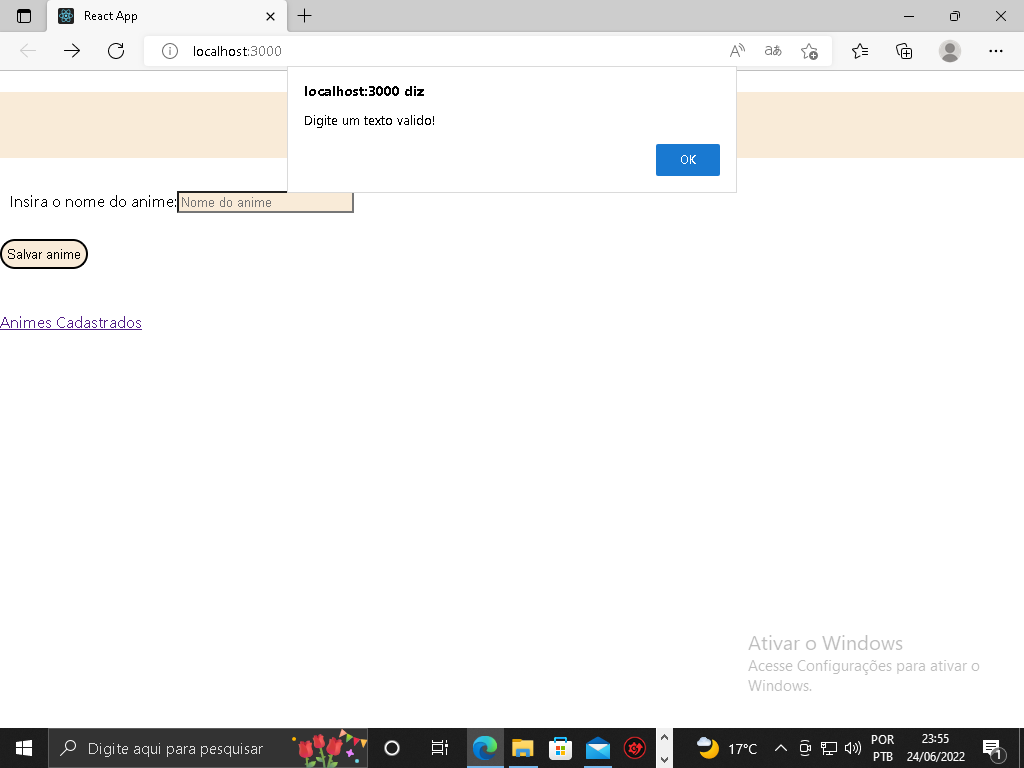 React App
localhost:3000
aあ
localhost:3000 diz
Digite um texto valido!
OK
Insira o nome do anime:
Nome do anime
Salvar anime
Animes Cadastrados
Ativar o Windows
Acesse Configurações para ativar o
Windows.
Digite aqui para pesquisar
17°C
POR
PTB
23:55
24/06/2022
1